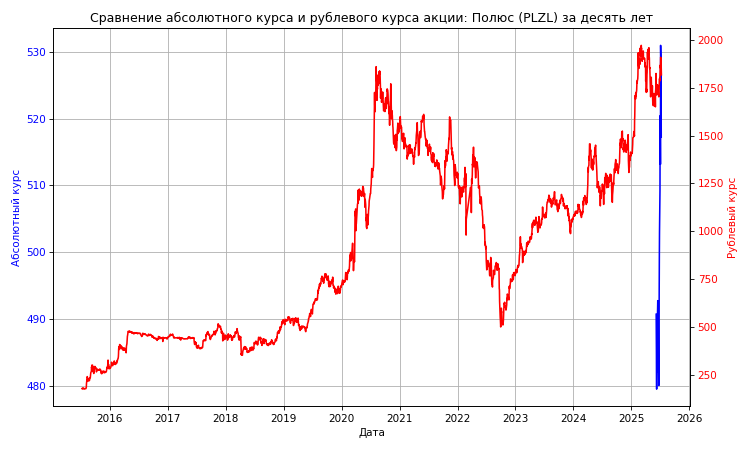 Сравнение абсолютного курса и рублевого курса акции: Полюс (PLZL) за десять лет
530
520
510
500
490
480
Абсолютный курс
2000
1750
1500
1250
1000
750
500
250
Рублевый курс
2016 2017 2018 2019 2020 2021 2022 2023 2024 2025 2026
Дата